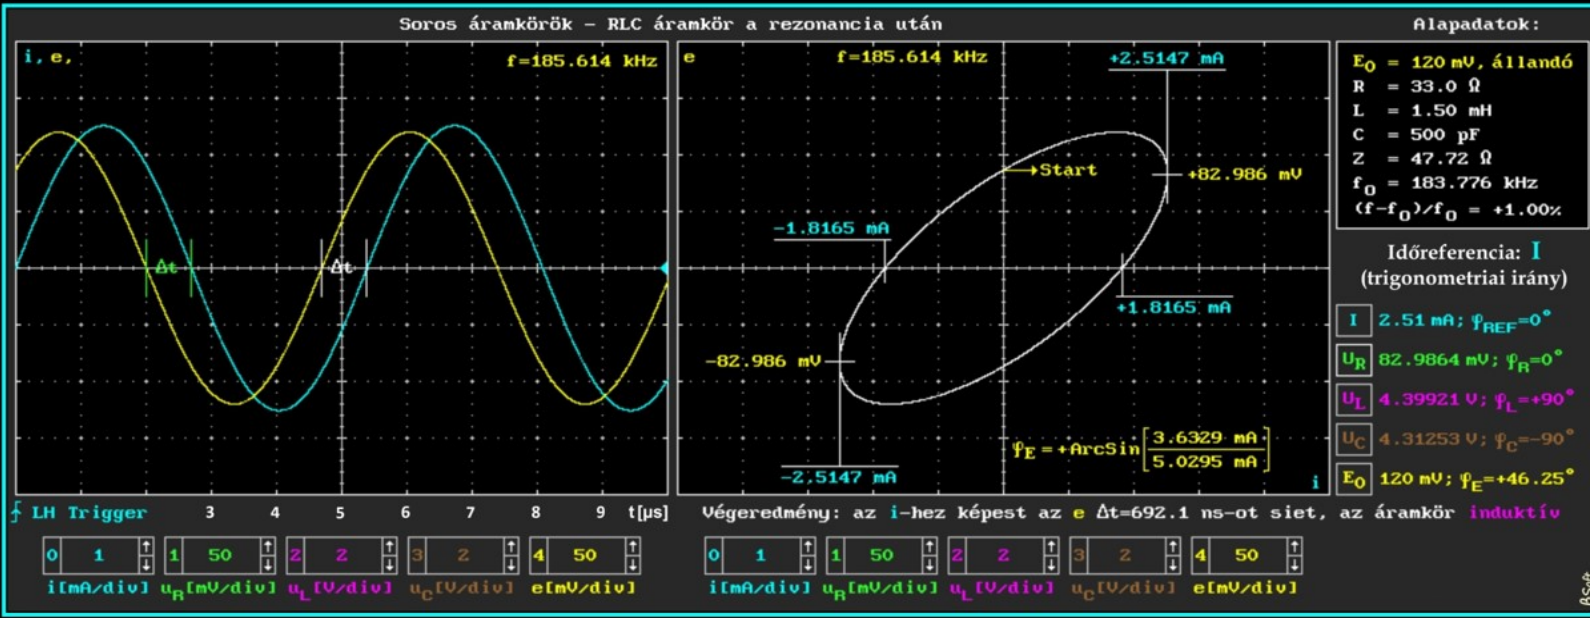 Soros áramkörök – RLC áramkör a rezonancia után
Alapadatok:
i, e,
f=185.614 kHz
Δt
Δt
LH Trigger
3 4 5 6 7 8 9 t[µs]
e
f=185.614 kHz
+2.5147 mA
Start
+82.986 mV
-1.8165 mA
+1.8165 mA
-82.986 mV
-2.5147 mA
φE=+ArcSin[3.6329 mA / 5.0295 mA]
i
E0 = 120 mV, állandó
R = 33.0 Ω
L = 1.50 mH
C = 500 pF
Z = 47.72 Ω
f0 = 183.776 kHz
(f-f0)/f0 = +1.00%
Időreferencia: I
(trigonometriai irány)
I 2.51 mA; φREF=0°
UR 82.9864 mV; φR=0°
UL 4.39921 V; φL=+90°
UC 4.31253 V; φC=-90°
E0 120 mV; φE=+46.25°
Végeredmény: az i-hez képest az e Δt=692.1 ns-ot siet, az áramkör induktív
0 1 1 50 2 2 3 2 4 50
i[mA/div] uR[mV/div] uL[V/div] uC[V/div] e[mV/div]
0 1 1 50 2 2 3 2 4 50
i[mA/div] uR[mV/div] uL[V/div] uC[V/div] e[mV/div]
βSoft